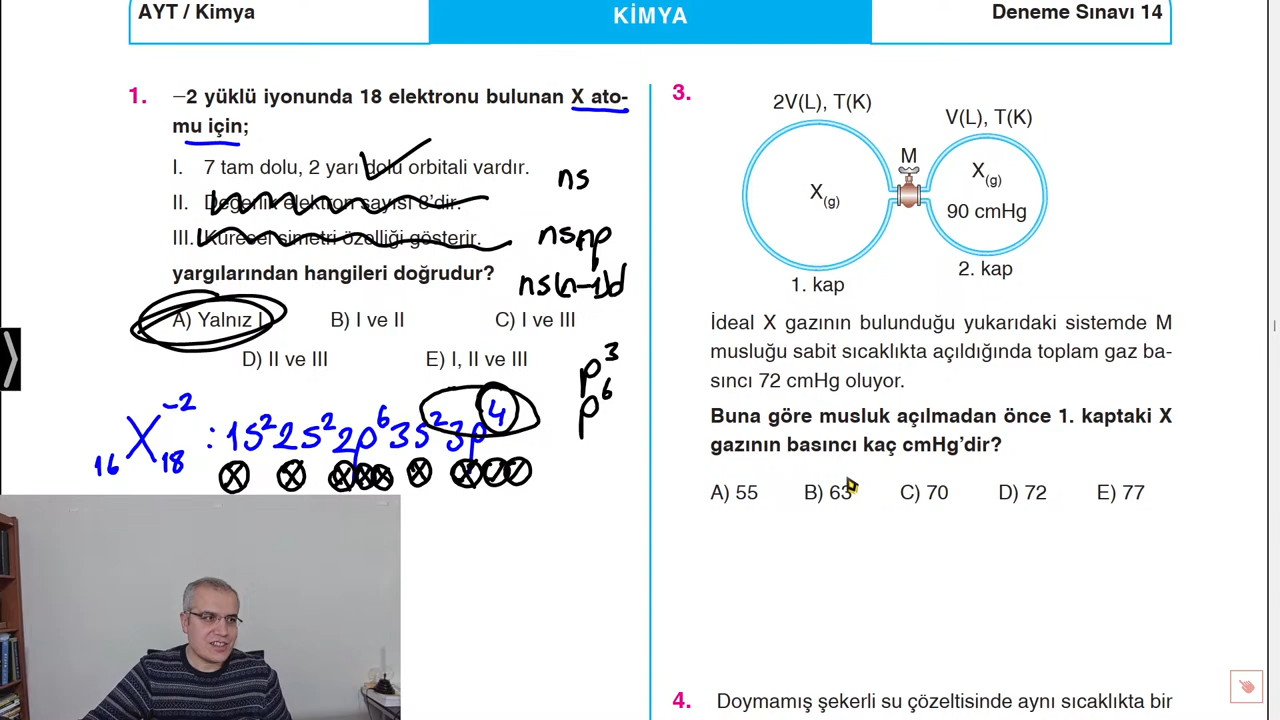 AYT / Kimya
KİMYA
Deneme Sınavı 14
1. –2 yüklü iyonunda 18 elektronu bulunan X ato-
mu için;
I. 7 tam dolu, 2 yarı dolu orbitali vardır.
II. Değerlik elektron sayısı 8'dir.
III. Küresel simetri özelliği gösterir.
yargılarından hangileri doğrudur?
A) Yalnız I B) I ve II C) I ve III
D) II ve III E) I, II ve III
ns
nsnp
ns(n-1)d
p³
p⁶
₁₆X₁₈⁻² : 1s² 2s² 2p⁶ 3s² 3p⁴
3.
2V(L), T(K)
V(L), T(K)
M
X(g)
X(g)
90 cmHg
1. kap
2. kap
İdeal X gazının bulunduğu yukarıdaki sistemde M
musluğu sabit sıcaklıkta açıldığında toplam gaz ba-
sıncı 72 cmHg oluyor.
Buna göre musluk açılmadan önce 1. kaptaki X
gazının basıncı kaç cmHg'dir?
A) 55 B) 63 C) 70 D) 72 E) 77
4. Doymamış şekerli su çözeltisinde aynı sıcaklıkta bir